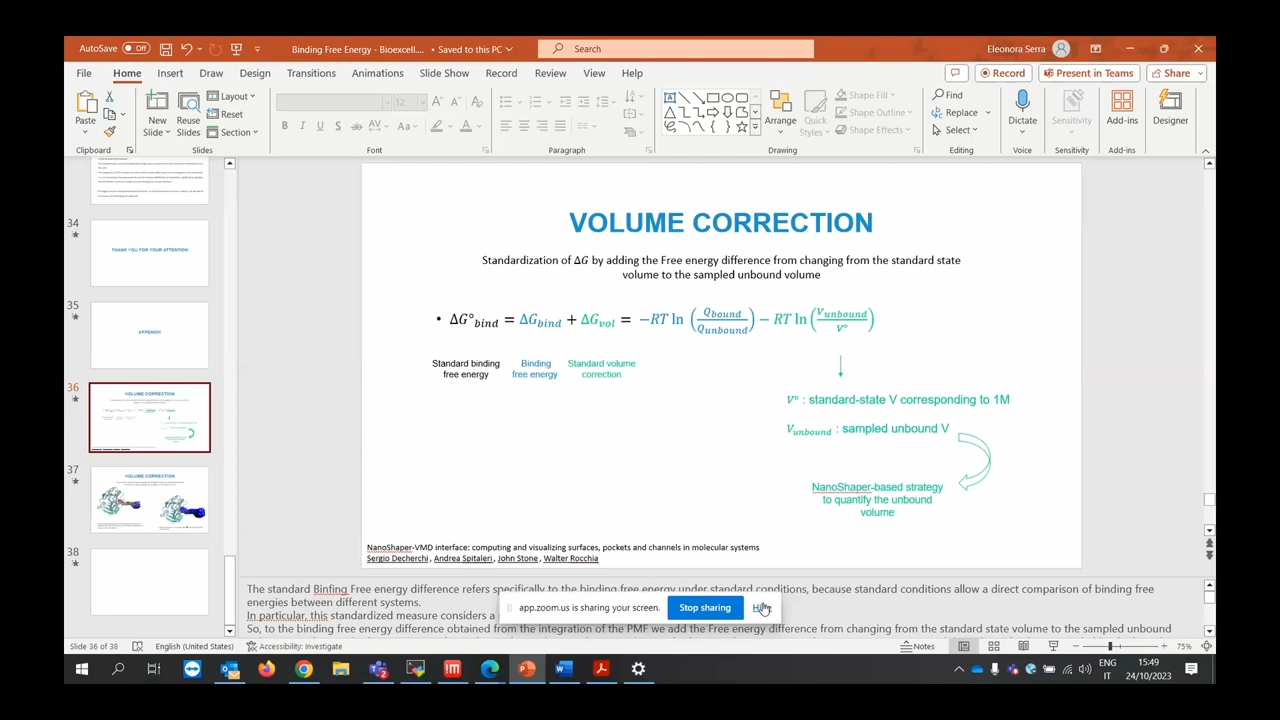 AutoSave Off Binding Free Energy - Bioexcell.... • Saved to this PC Search Eleonora Serra
File Home Insert Draw Design Transitions Animations Slide Show Record Review View Help Record Present in Teams Share
Paste New Slide Reuse Slides Layout Reset Section 12 Arrange Quick Styles Shape Fill Shape Outline Shape Effects Find Replace Select Dictate Sensitivity Add-ins Designer
Clipboard Slides Font Paragraph Drawing Editing Voice Sensitivity Add-ins
34
THANK YOU FOR YOUR ATTENTION
35
APPENDIX
36
VOLUME CORRECTION
37
VOLUME CORRECTION
38
VOLUME CORRECTION
Standardization of ΔG by adding the Free energy difference from changing from the standard state
volume to the sampled unbound volume
• ΔG°bind = ΔGbind + ΔGvol = −RT ln (Qbound/Qunbound) − RT ln(Vunbound/V°)
Standard binding free energy
Binding free energy
Standard volume correction
V° : standard-state V corresponding to 1M
Vunbound : sampled unbound V
NanoShaper-based strategy
to quantify the unbound
volume
NanoShaper-VMD interface: computing and visualizing surfaces, pockets and channels in molecular systems
Sergio Decherchi, Andrea Spitaleri, John Stone, Walter Rocchia
The standard Binfing Free energy difference refers specifically to the binding free energy under standard conditions, because standard conditions allow a direct comparison of binding free
energies between different systems.
In particular, this standardized measure considers a
So, to the binding free energy difference obtained from the integration of the PMF we add the Free energy difference from changing from the standard state volume to the sampled unbound
app.zoom.us is sharing your screen. Stop sharing
Slide 36 of 38 English (United States) Accessibility: Investigate Notes 75%
ENG 15:49
IT 24/10/2023